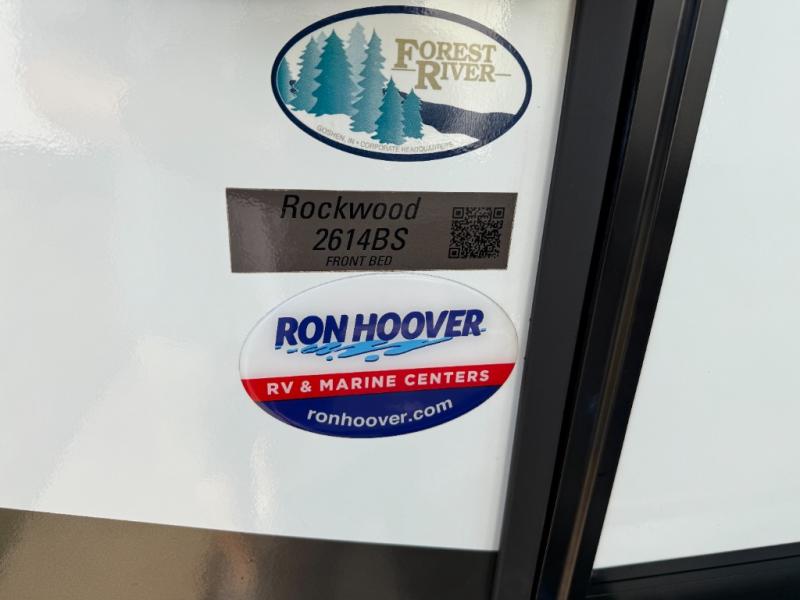 FOREST
RIVER
GOSHEN, IN • CORPORATE HEADQUARTERS
Rockwood
2614BS
FRONT BED
RON HOOVER
RV & MARINE CENTERS
ronhoover.com